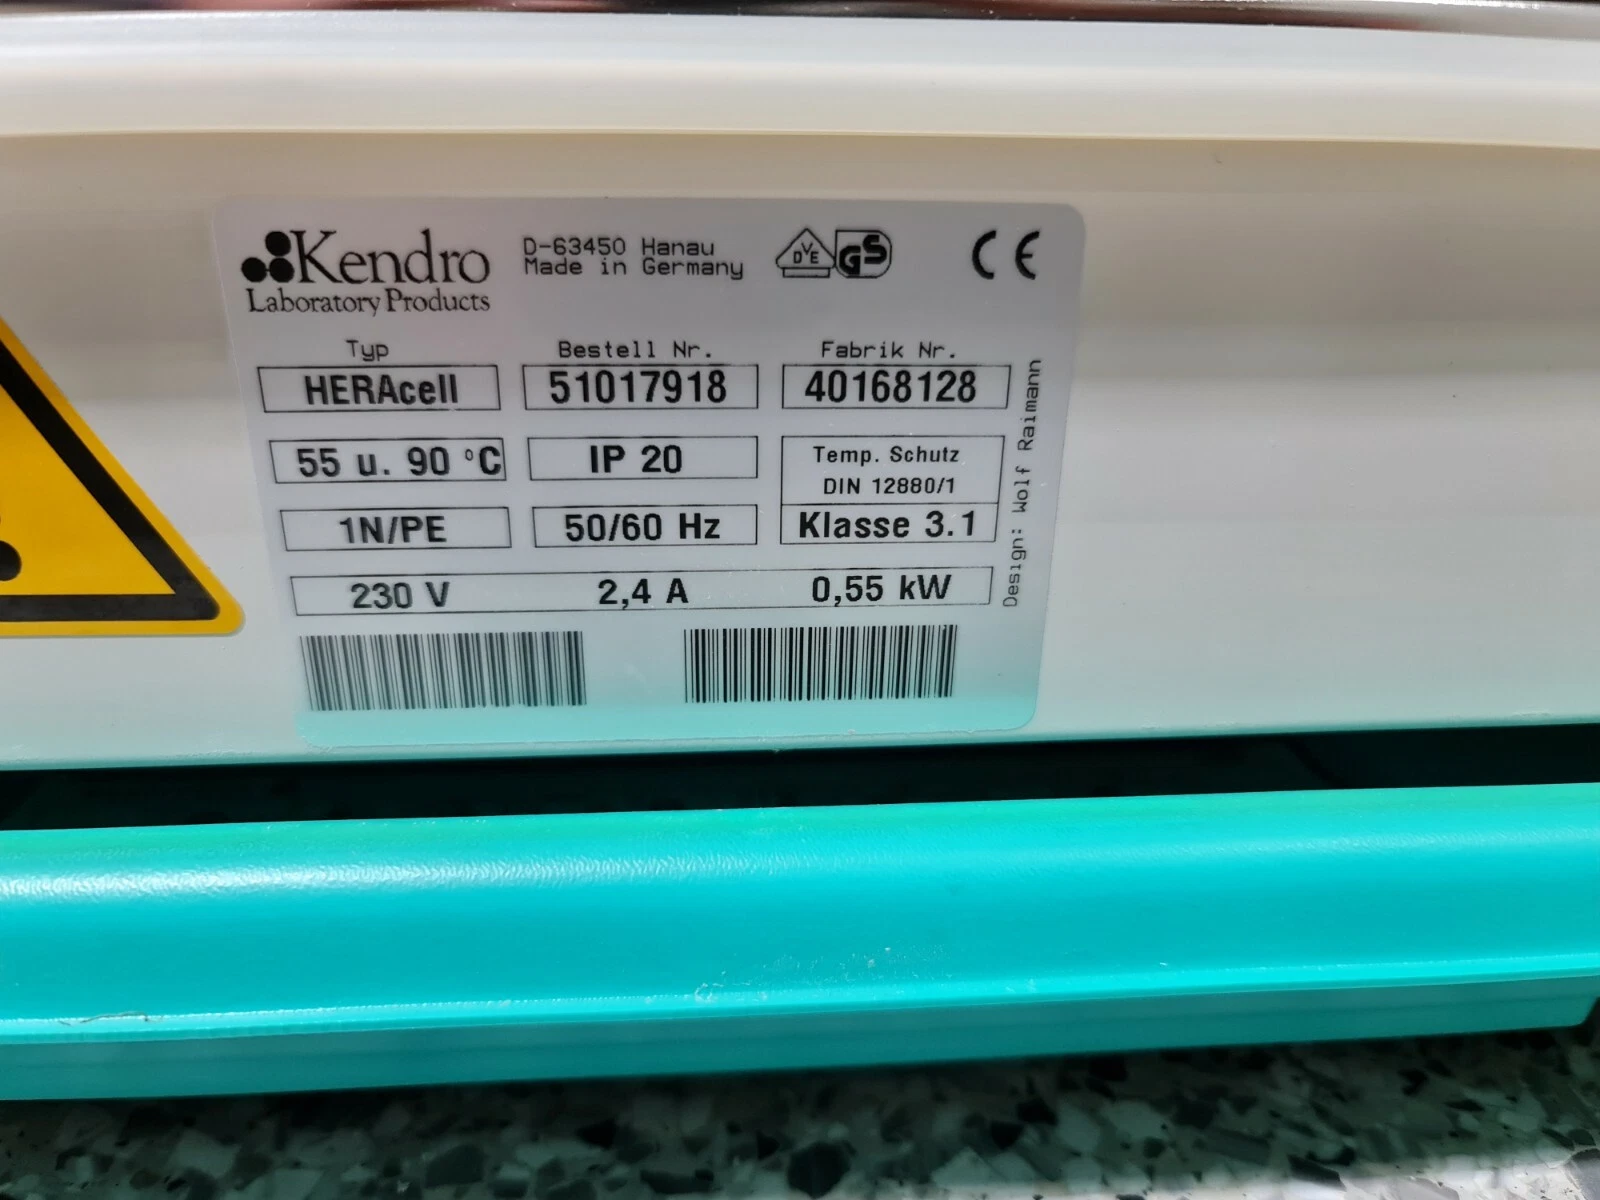 Kendro
Laboratory Products
D-63450 Hanau
Made in Germany
DVE GS
CE
Typ Bestell Nr. Fabrik Nr.
HERAcell 51017918 40168128
55 u. 90 °C IP 20 Temp. Schutz
DIN 12880/1
1N/PE 50/60 Hz Klasse 3.1
230 V 2,4 A 0,55 kW
Design: Wolf Raimann